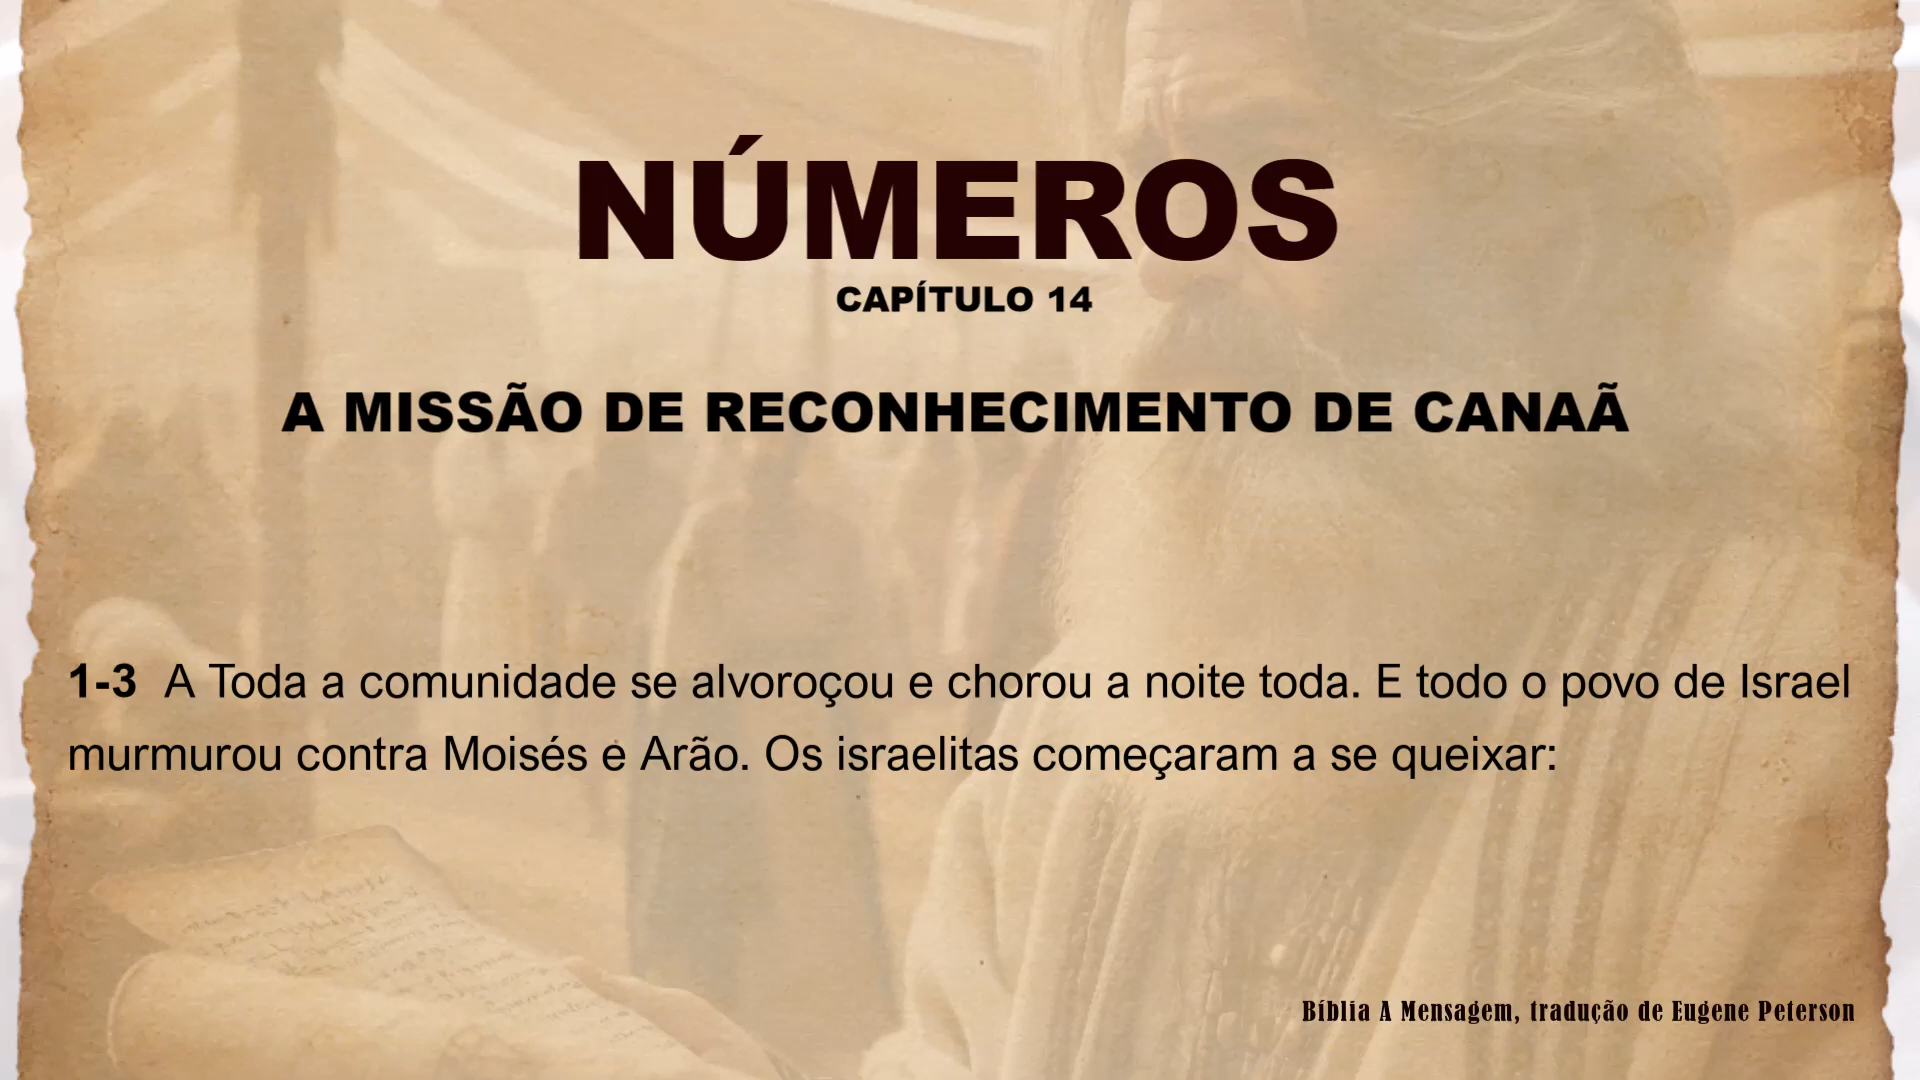 NÚMEROS
CAPÍTULO 14
A MISSÃO DE RECONHECIMENTO DE CANAÃ
1-3 A Toda a comunidade se alvoroçou e chorou a noite toda. E todo o povo de Israel
murmurou contra Moisés e Arão. Os israelitas começaram a se queixar:
Bíblia A Mensagem, tradução de Eugene Peterson